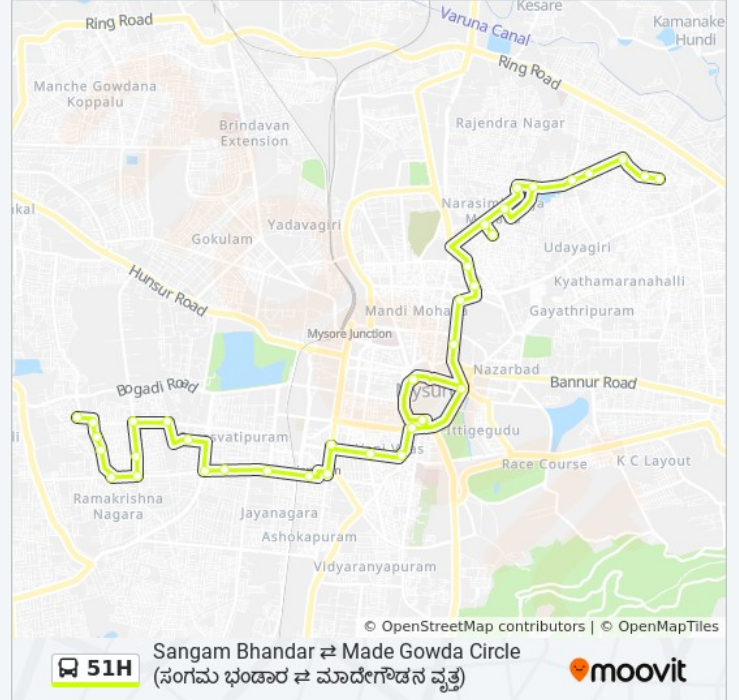 Kesare
Varuna Canal
Kamanake
Hundi
Ring Road
Ring Road
Manche Gowdana
Koppalu
Brindavan
Extension
Rajendra Nagar
Yadavagiri
Gokulam
Udayagiri
Kyathamaranahalli
Hunsur Road
Mandi Moha
Gayathripuram
Mysore Junction
Nazarbad
Bogadi Road
Bannur Road
Mysuru
svatipuram
Ittigegudu
Race Course
K C Layout
Ramakrishna
Nagara
Jayanagara
Ashokapuram
Vidyaranyapuram
© OpenStreetMap contributors | © OpenMapTiles
51H
Sangam Bhandar ⇄ Made Gowda Circle
(ಸಂಗಮ ಭಂಡಾರ ⇄ ಮಾದೇಗೌಡನ ವೃತ್ತ)
moovit